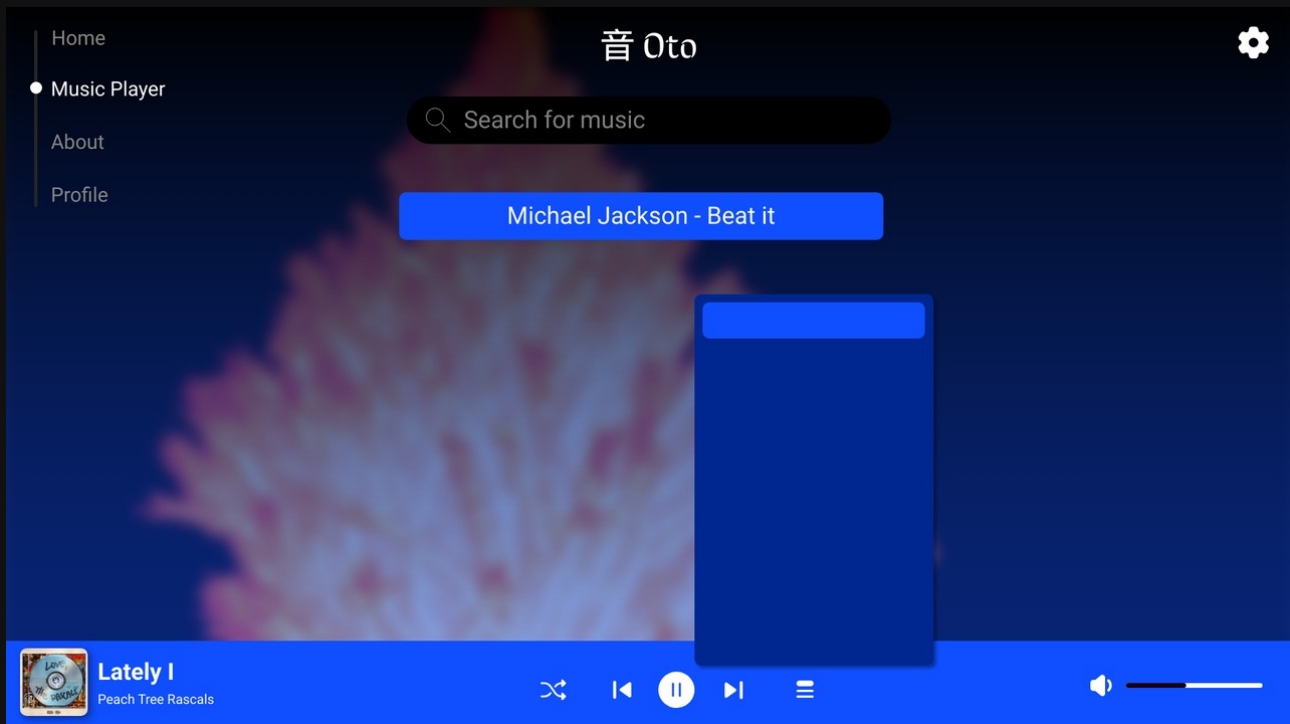 Home
Music Player
About
Profile
音 Oto
Search for music
Michael Jackson - Beat it
Lately I
Peach Tree Rascals